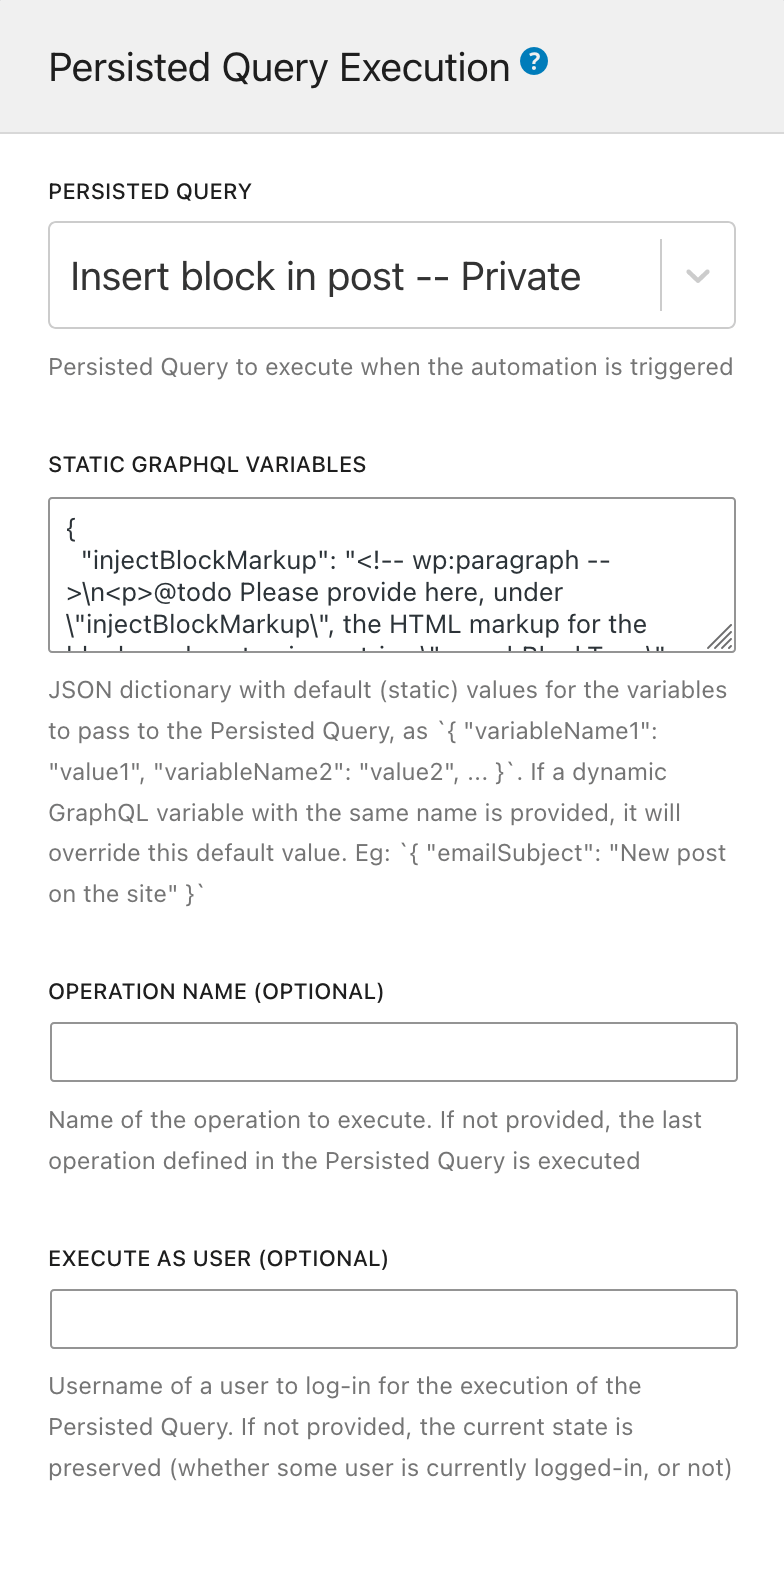 Persisted Query Execution ?
PERSISTED QUERY
Insert block in post -- Private
Persisted Query to execute when the automation is triggered
STATIC GRAPHQL VARIABLES
{
"injectBlockMarkup": "<!-- wp:paragraph --
>\n<p>@todo Please provide here, under
\"injectBlockMarkup\", the HTML markup for the
JSON dictionary with default (static) values for the variables
to pass to the Persisted Query, as `{ "variableName1":
"value1", "variableName2": "value2", ... }`. If a dynamic
GraphQL variable with the same name is provided, it will
override this default value. Eg: `{ "emailSubject": "New post
on the site" }`
OPERATION NAME (OPTIONAL)
Name of the operation to execute. If not provided, the last
operation defined in the Persisted Query is executed
EXECUTE AS USER (OPTIONAL)
Username of a user to log-in for the execution of the
Persisted Query. If not provided, the current state is
preserved (whether some user is currently logged-in, or not)